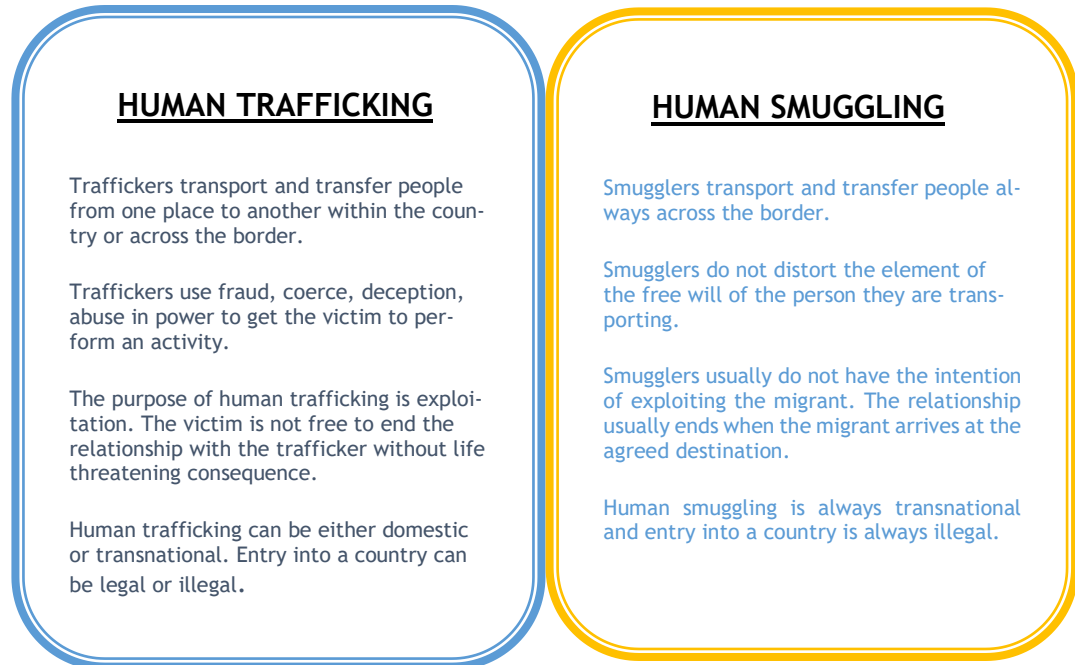 HUMAN TRAFFICKING
Traffickers transport and transfer people
from one place to another within the coun-
try or across the border.
Traffickers use fraud, coerce, deception,
abuse in power to get the victim to per-
form an activity.
The purpose of human trafficking is exploi-
tation. The victim is not free to end the
relationship with the trafficker without life
threatening consequence.
Human trafficking can be either domestic
or transnational. Entry into a country can
be legal or illegal.
HUMAN SMUGGLING
Smugglers transport and transfer people al-
ways across the border.
Smugglers do not distort the element of
the free will of the person they are trans-
porting.
Smugglers usually do not have the intention
of exploiting the migrant. The relationship
usually ends when the migrant arrives at the
agreed destination.
Human smuggling is always transnational
and entry into a country is always illegal.